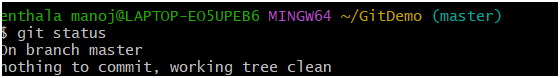 enthala manoj@LAPTOP-EO5UPEB6 MINGW64 ~/GitDemo (master)
$ git status
On branch master
nothing to commit, working tree clean